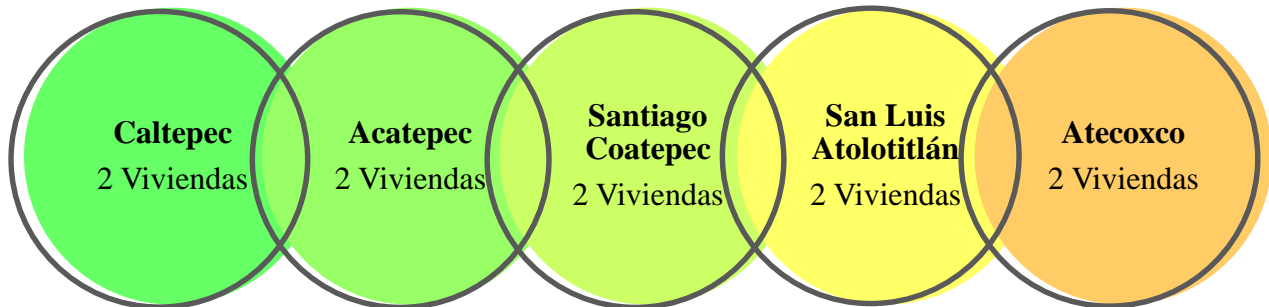 Caltepec
2 Viviendas
Acatepec
2 Viviendas
Santiago
Coatepec
2 Viviendas
San Luis
Atolotitlán
2 Viviendas
Atecoxco
2 Viviendas